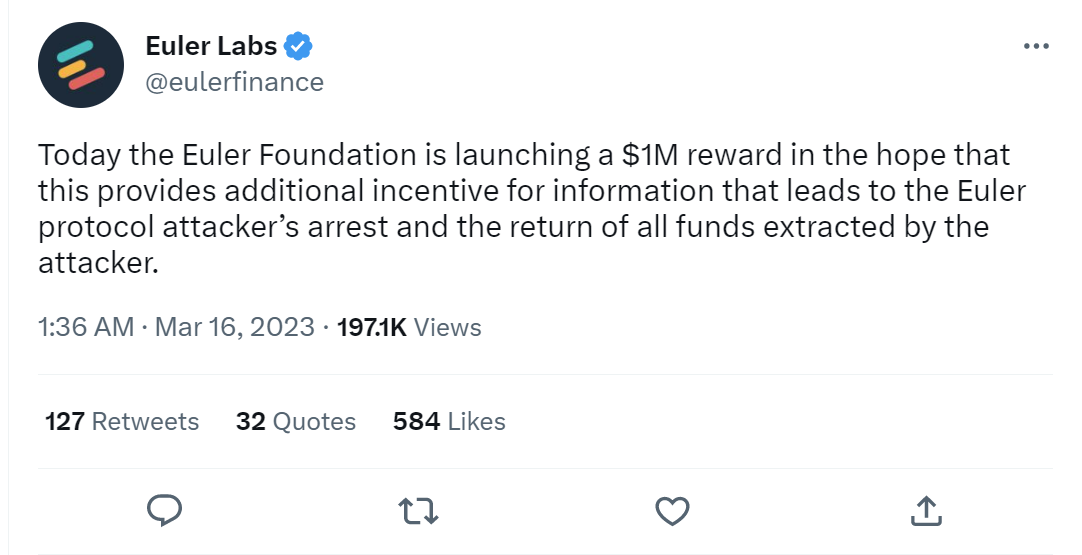 Euler Labs
@eulerfinance
Today the Euler Foundation is launching a $1M reward in the hope that
this provides additional incentive for information that leads to the Euler
protocol attacker’s arrest and the return of all funds extracted by the
attacker.
1:36 AM · Mar 16, 2023 · 197.1K Views
127 Retweets 32 Quotes 584 Likes